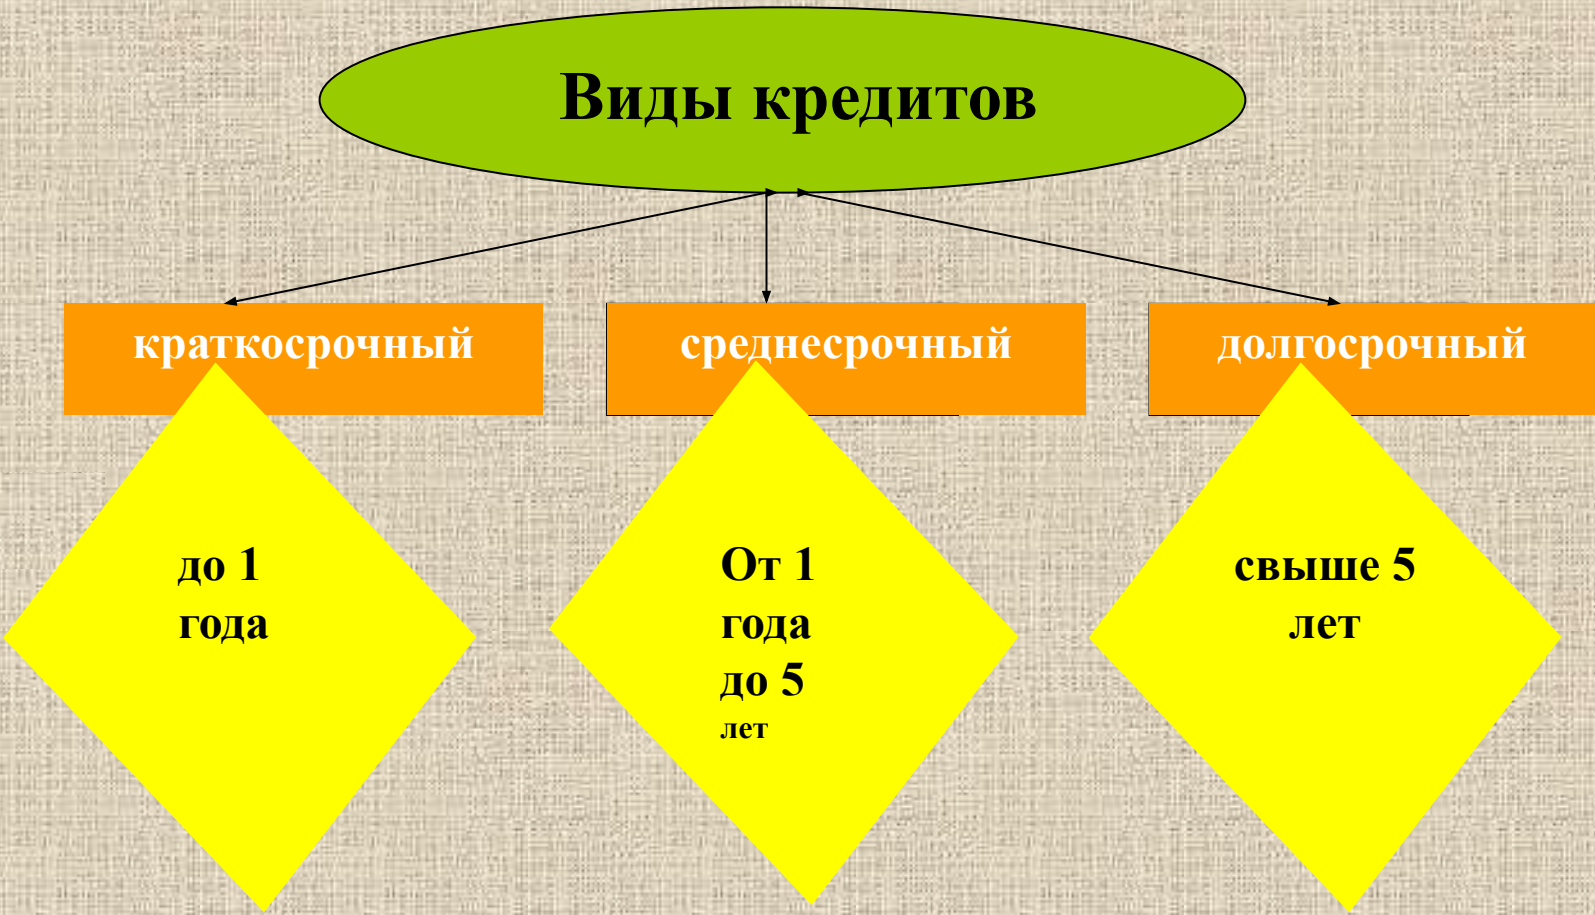 Виды кредитов
краткосрочный
среднесрочный
долгосрочный
до 1
года
От 1
года
до 5
лет
свыше 5
лет